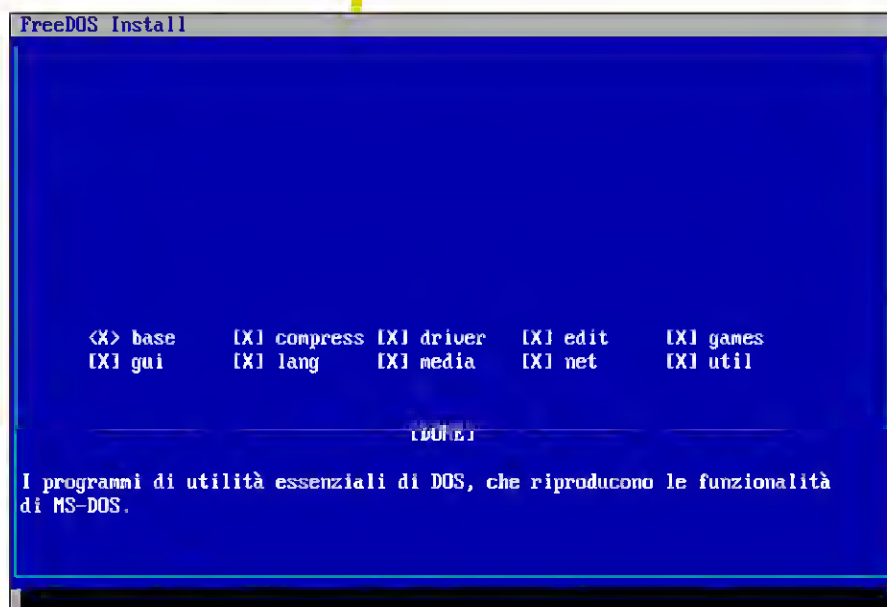 FreeDOS Install
<X> base [X] compress [X] driver [X] edit [X] games
[X] gui [X] lang [X] media [X] net [X] util
[DONE]
I programmi di utilità essenziali di DOS, che riproducono le funzionalità
di MS-DOS.